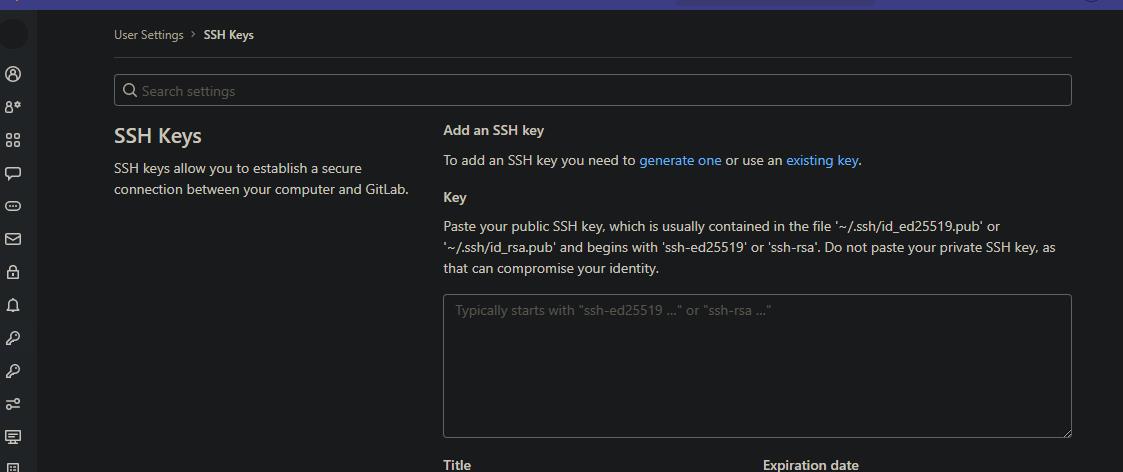 User Settings > SSH Keys
Search settings
SSH Keys
SSH keys allow you to establish a secure
connection between your computer and GitLab.
Add an SSH key
To add an SSH key you need to generate one or use an existing key.
Key
Paste your public SSH key, which is usually contained in the file '~/.ssh/id_ed25519.pub' or
'~/.ssh/id_rsa.pub' and begins with 'ssh-ed25519' or 'ssh-rsa'. Do not paste your private SSH key, as
that can compromise your identity.
Typically starts with "ssh-ed25519 …" or "ssh-rsa …"
Title
Expiration date